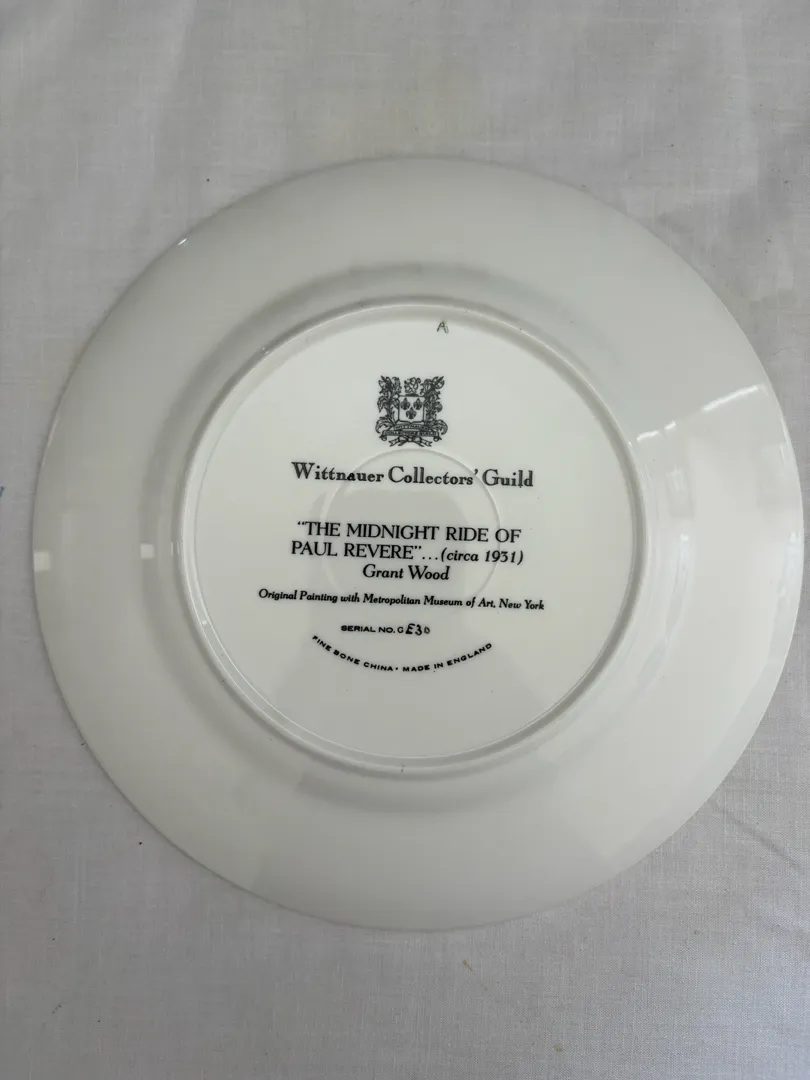 A
Wittnauer Collectors' Guild
"THE MIDNIGHT RIDE OF
PAUL REVERE"...(circa 1931)
Grant Wood
Original Painting with Metropolitan Museum of Art, New York
SERIAL NO. G E30
FINE BONE CHINA • MADE IN ENGLAND